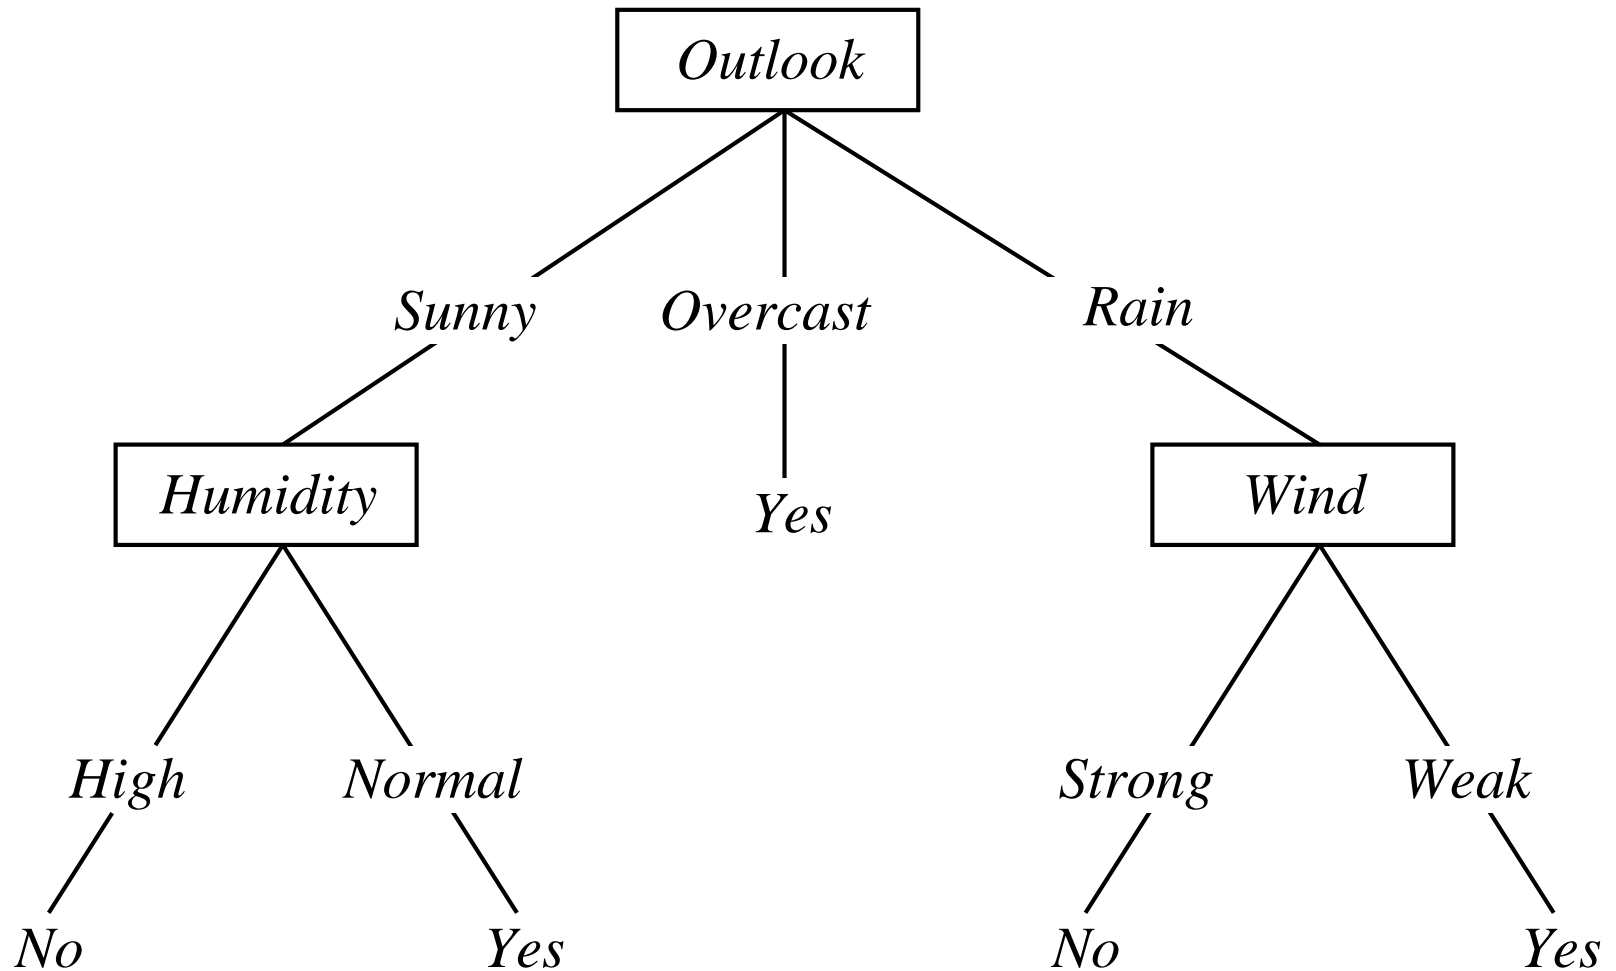 Outlook
Sunny Overcast Rain
Humidity Yes Wind
High Normal Strong Weak
No Yes No Yes